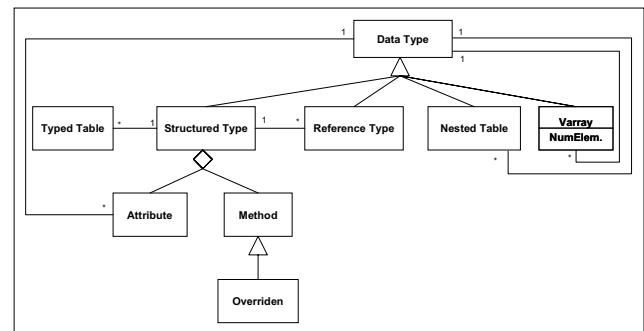 1
Data Type
1
1
Typed Table
*
1
Structured Type
1
*
Reference Type
Nested Table
Varray
NumElem.
*
*
*
Attribute
Method
Overriden